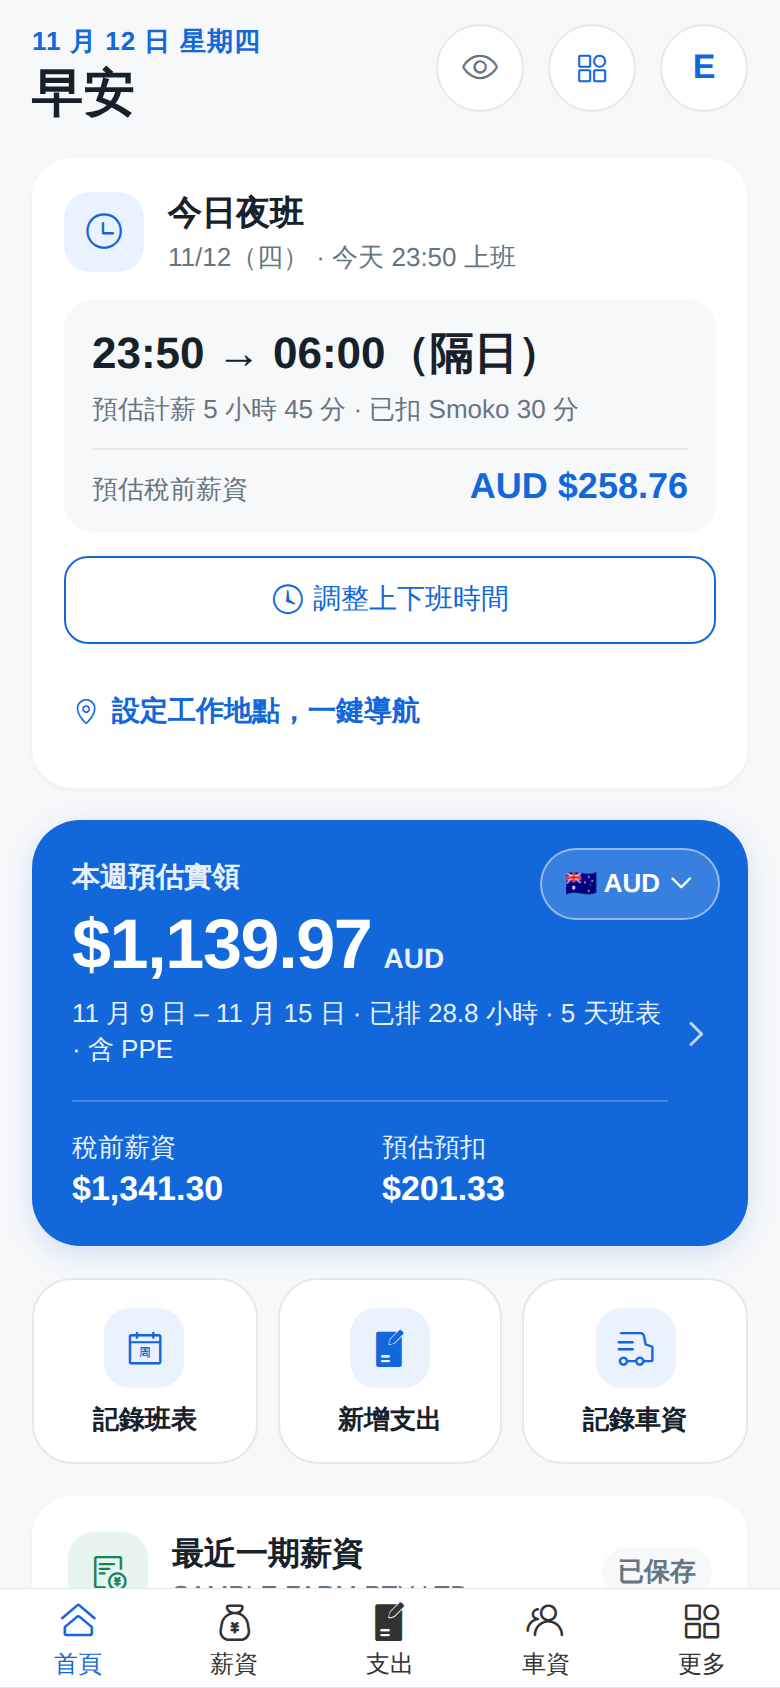 11 月 12 日 星期四
早安
E
今日夜班
11/12（四） · 今天 23:50 上班
23:50 → 06:00（隔日）
預估計薪 5 小時 45 分 · 已扣 Smoko 30 分
預估稅前薪資
AUD $258.76
調整上下班時間
設定工作地點，一鍵導航
本週預估實領
AUD
$1,139.97 AUD
11 月 9 日 – 11 月 15 日 · 已排 28.8 小時 · 5 天班表
· 含 PPE
稅前薪資
預估預扣
$1,341.30
$201.33
周
記錄班表
新增支出
記錄車資
最近一期薪資
已保存
首頁
薪資
支出
車資
更多